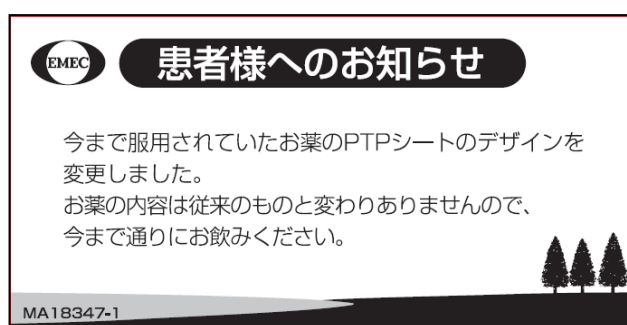 EMEC 患者様へのお知らせ
今まで服用されていたお薬のPTPシートのデザインを
変更しました。
お薬の内容は従来のものと変わりありませんので、
今まで通りにお飲みください。
MA18347-1